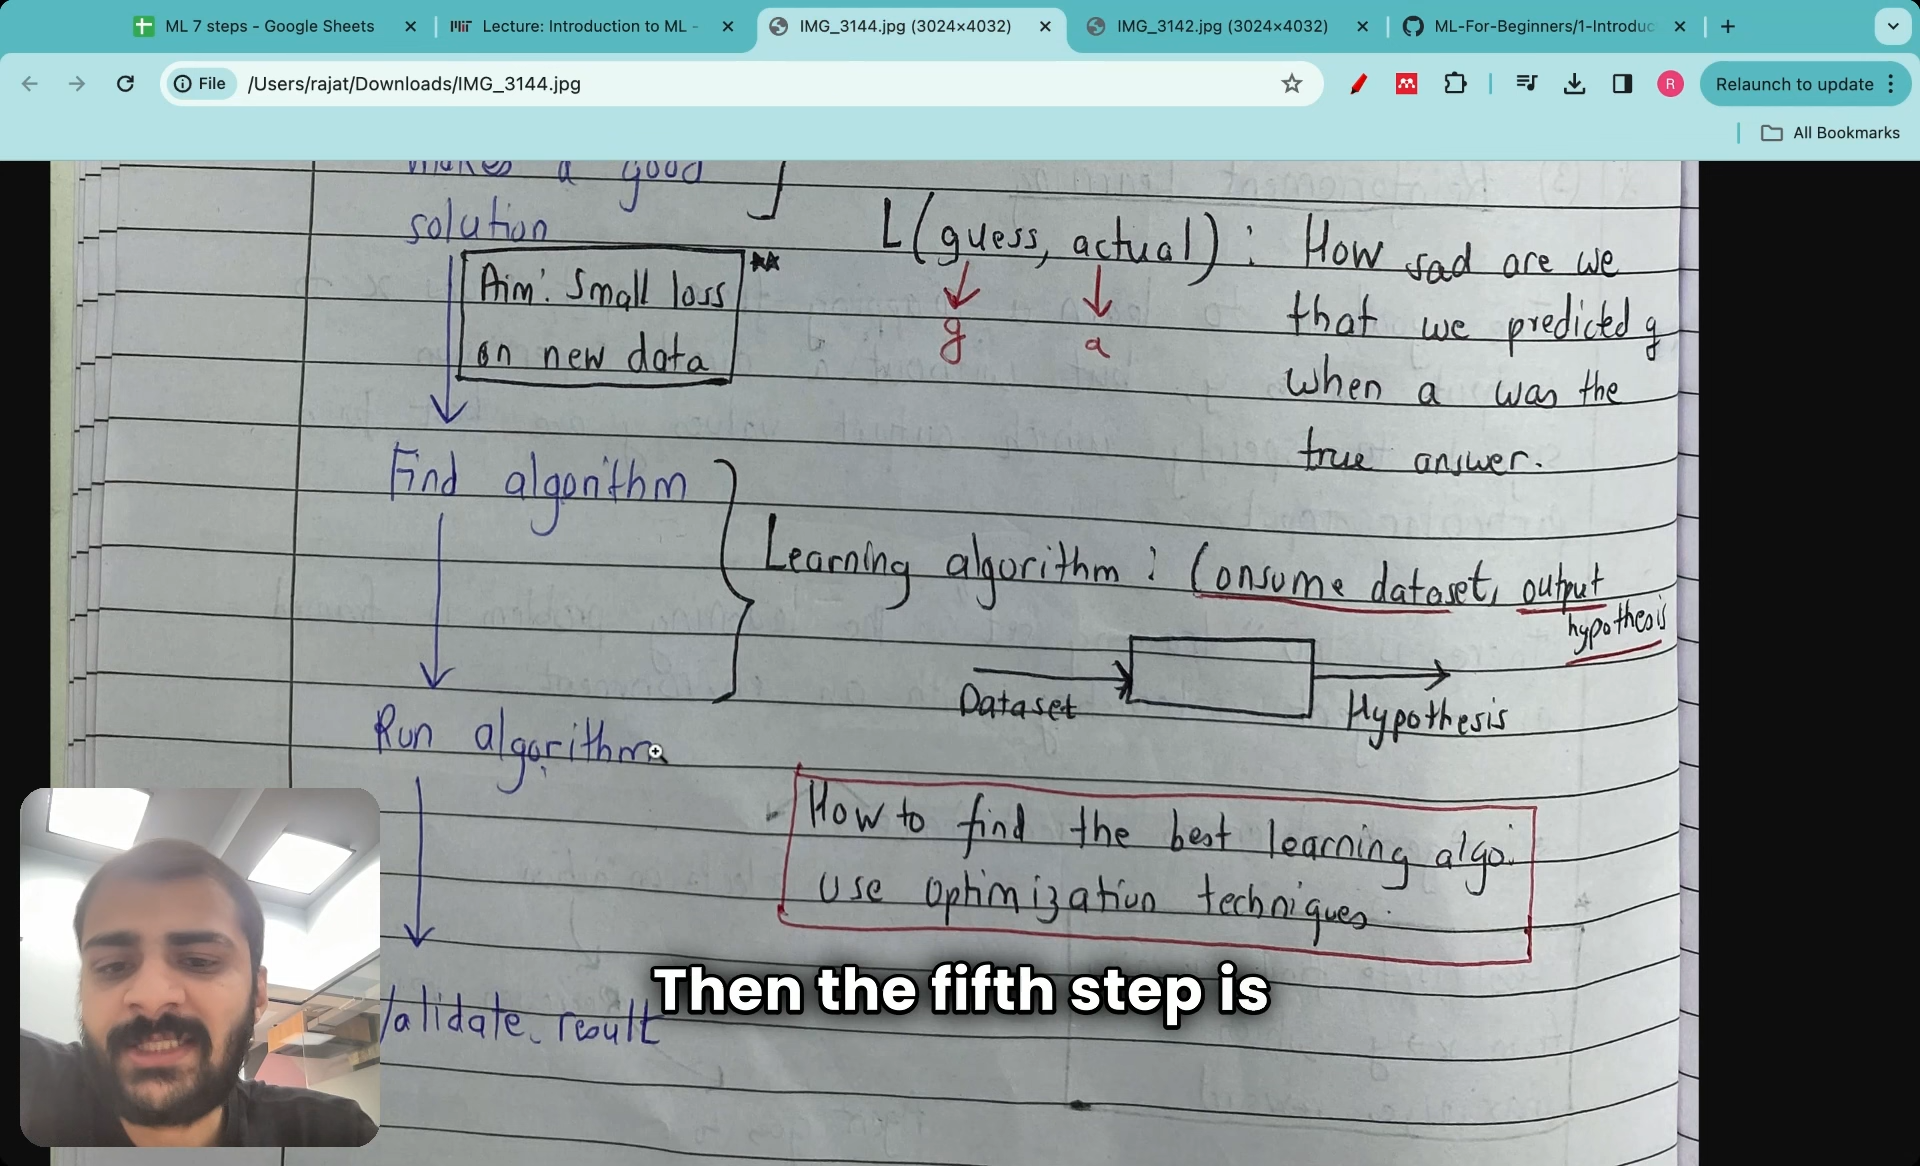 ML 7 steps - Google Sheets
Lecture: Introduction to ML -
IMG_3144.jpg (3024×4032)
IMG_3142.jpg (3024×4032)
ML-For-Beginners/1-Introduc
File
/Users/rajat/Downloads/IMG_3144.jpg
R
Relaunch to update
All Bookmarks
makes a good
solution
Aim: Small loss
on new data
L(guess, actual) : How sad are we
g
a
that we predicted g
when a was the
true answer.
Find algorithm
Learning algorithm : Consume dataset, output
hypothesis
Dataset
Hypothesis
Run algorithm
How to find the best learning algo.
use optimization techniques.
Then the fifth step is
Validate result